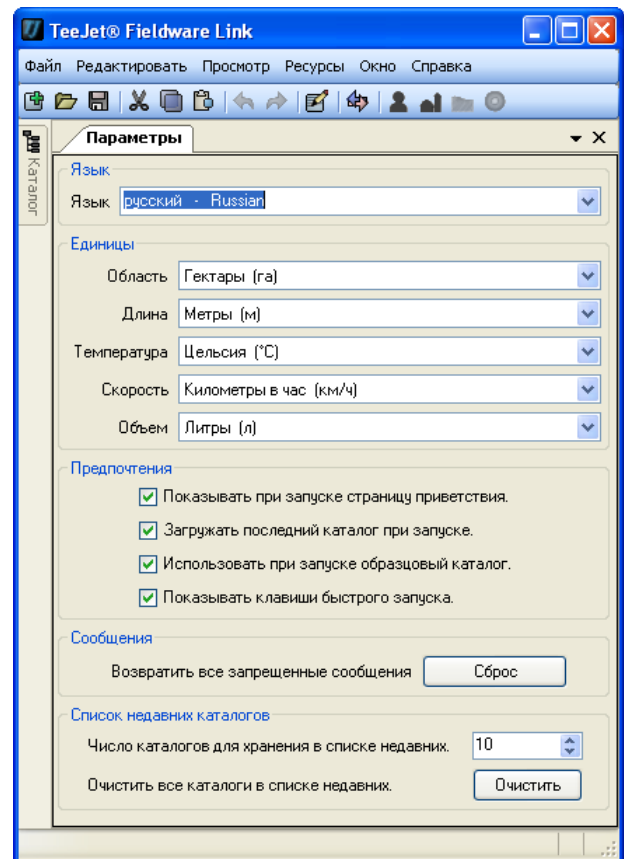 TeeJet® Fieldware Link
Файл Редактировать Просмотр Ресурсы Окно Справка
Каталог
Параметры
Язык
Язык русский - Russian
Единицы
Область Гектары (га)
Длина Метры (м)
Температура Цельсия (°C)
Скорость Километры в час (км/ч)
Объем Литры (л)
Предпочтения
Показывать при запуске страницу приветствия.
Загружать последний каталог при запуске.
Использовать при запуске образцовый каталог.
Показывать клавиши быстрого запуска.
Сообщения
Возвратить все запрещенные сообщения Сброс
Список недавних каталогов
Число каталогов для хранения в списке недавних. 10
Очистить все каталоги в списке недавних. Очистить